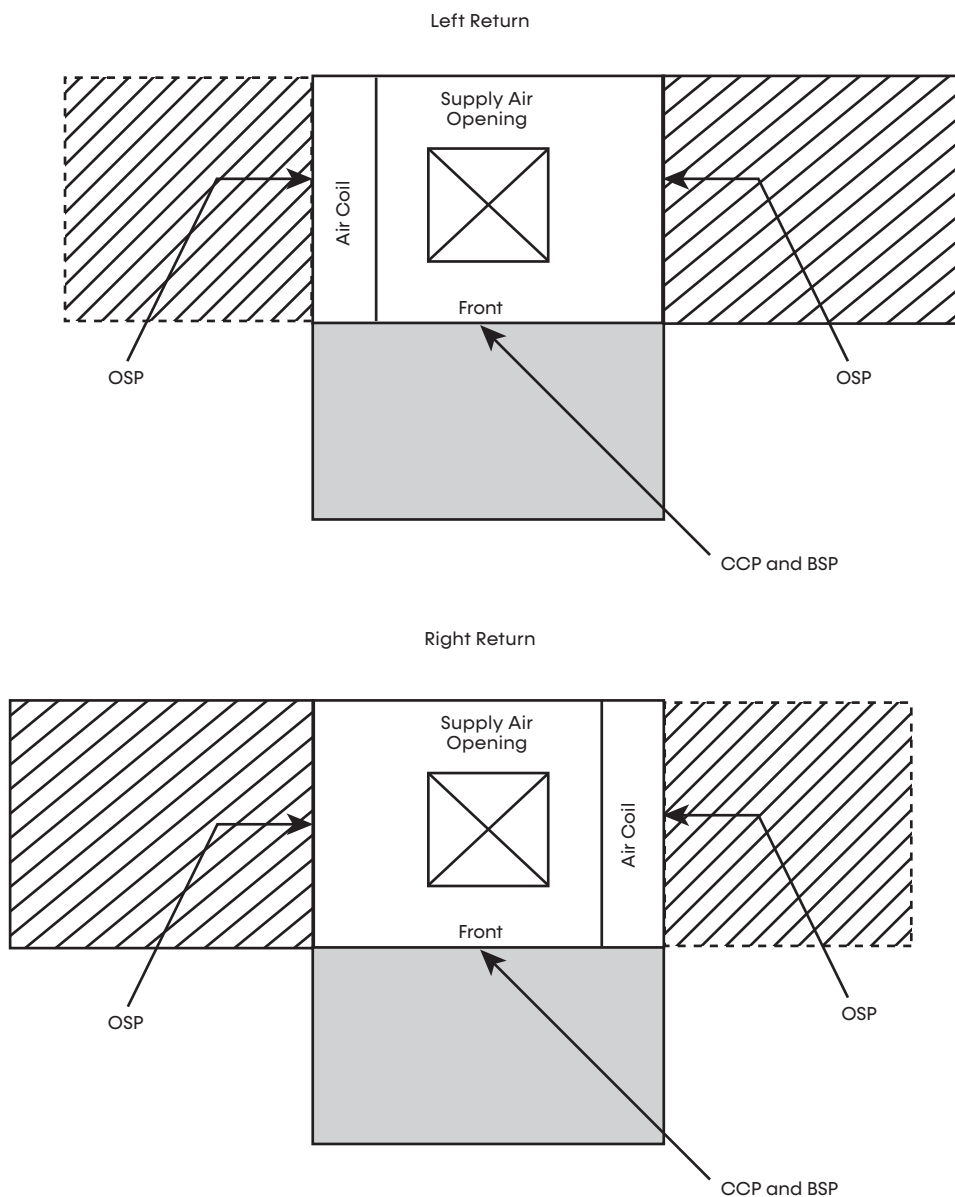 Left Return
Supply Air
Opening
Air Coil
Front
OSP
OSP
CCP and BSP
Right Return
Supply Air
Opening
Air Coil
Front
OSP
OSP
CCP and BSP